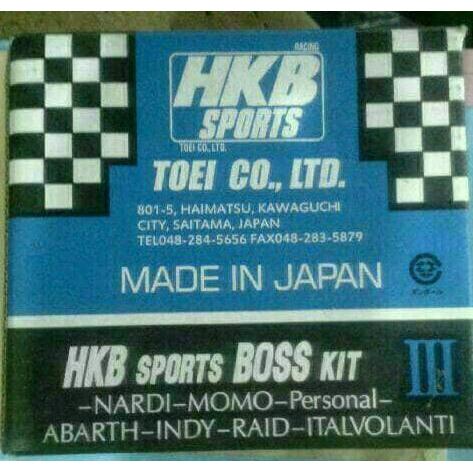 RACING
HKB
SPORTS
TOEI CO., LTD.
TOEI CO., LTD.
801-5, HAIMATSU, KAWAGUCHI
CITY, SAITAMA, JAPAN
TEL048-284-5656 FAX048-283-5879
MADE IN JAPAN
HKB SPORTS BOSS KIT
III
-NARDI-MOMO-Personal-
ABARTH-INDY-RAID-ITALVOLANTI